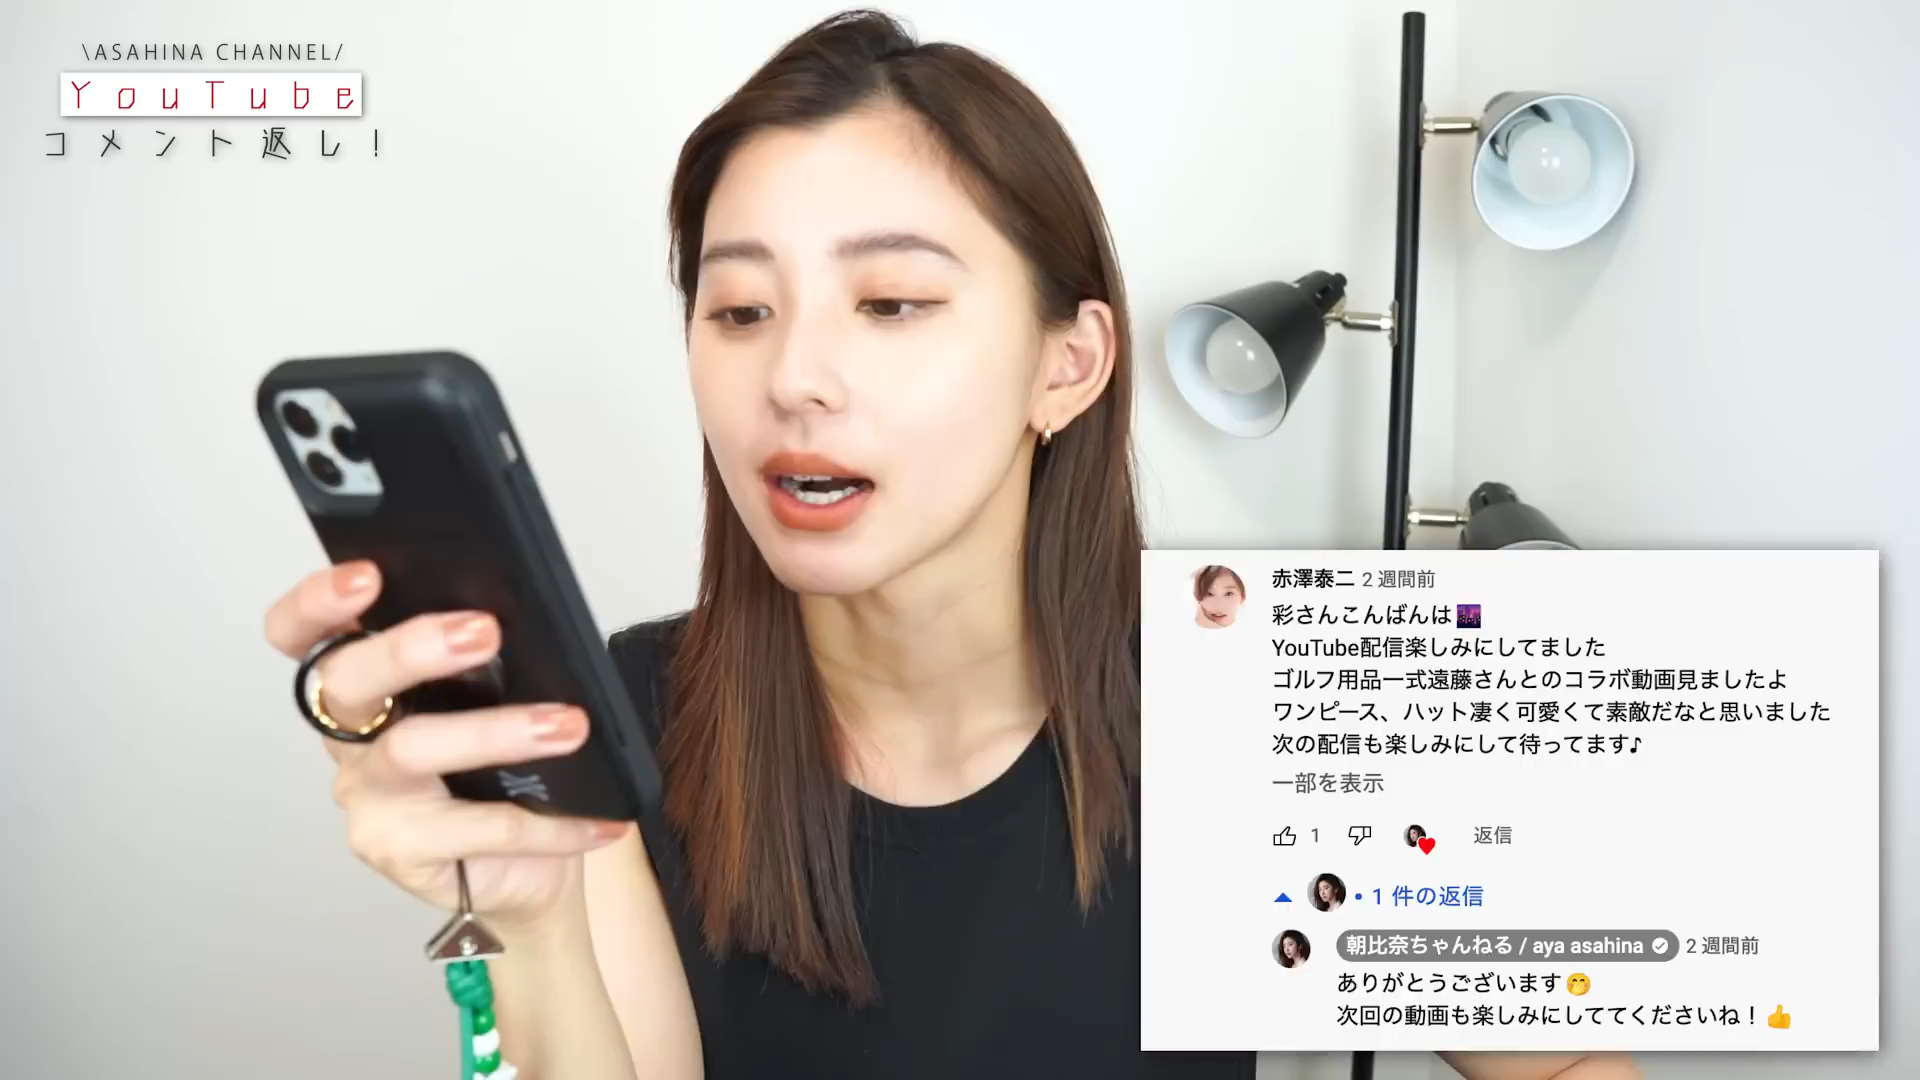 \ASAHINA CHANNEL/
YouTube
コメント返し!
赤澤泰二 2 週間前
彩さんこんばんは🌆
YouTube配信楽しみにしてました
ゴルフ用品一式遠藤さんとのコラボ動画見ましたよ
ワンピース、ハット凄く可愛くて素敵だなと思いました
次の配信も楽しみにして待ってます♪
一部を表示
1 返信
• 1 件の返信
朝比奈ちゃんねる / aya asahina 2 週間前
ありがとうございます🤭
次回の動画も楽しみにしててくださいね！👍